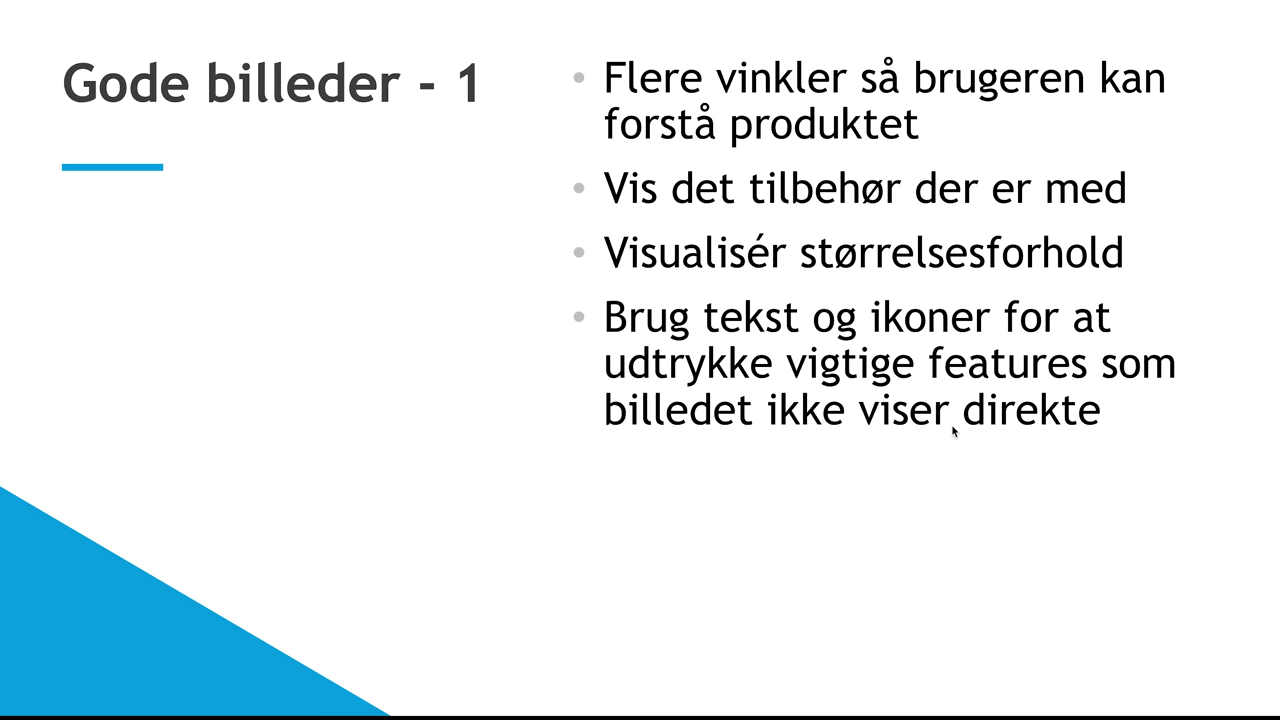 Gode billeder - 1
• Flere vinkler så brugeren kan
forstå produktet
• Vis det tilbehør der er med
• Visualisér størrelsesforhold
• Brug tekst og ikoner for at
udtrykke vigtige features som
billedet ikke viser direkte